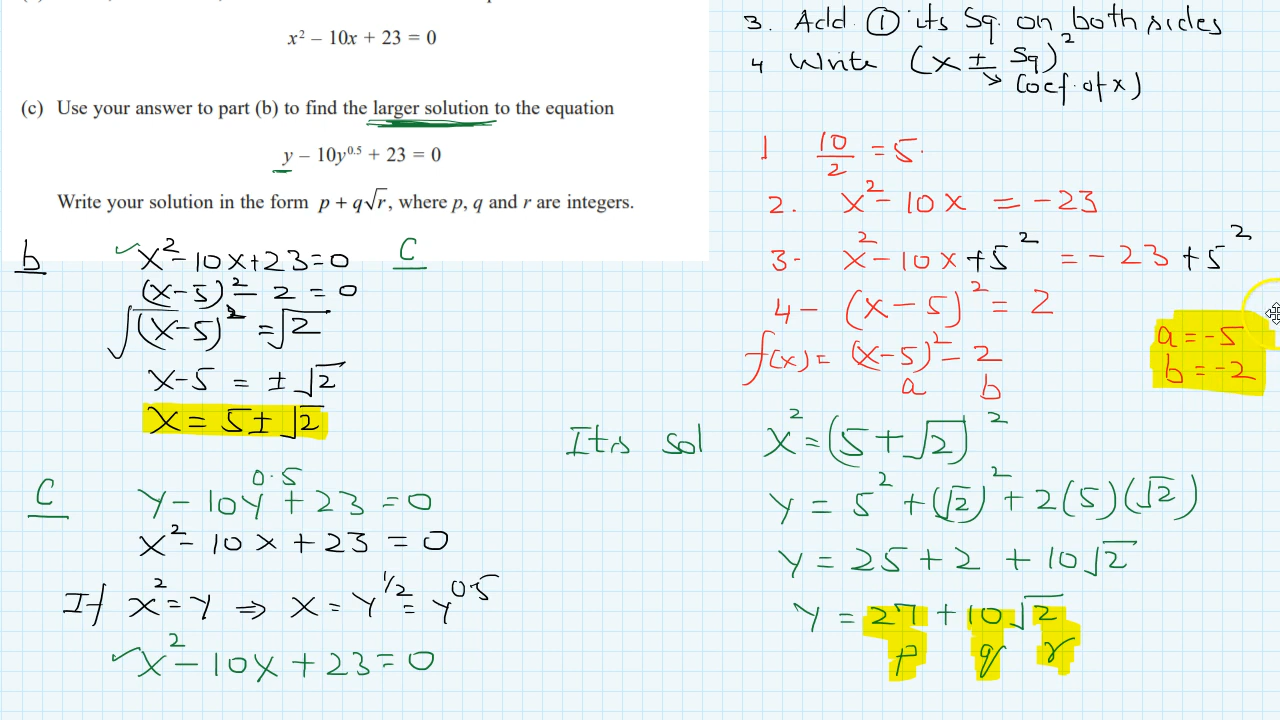 x² − 10x + 23 = 0
(c) Use your answer to part (b) to find the larger solution to the equation
y − 10y^0.5 + 23 = 0
Write your solution in the form p + q√r, where p, q and r are integers.
b
x² - 10x + 23 = 0
(x-5)² - 2 = 0
√(x-5)² = √2
x-5 = ± √2
x = 5 ± √2
C
C
y - 10y^0.5 + 23 = 0
x² - 10x + 23 = 0
If x² = y ⇒ x = y^1/2 = y^0.5
x² - 10x + 23 = 0
3. Add ① its Sq. on both sides
4 Write (x ± Sq)²
→ Coef. of x)
1 10/2 = 5.
2. x² - 10x = -23
3- x² - 10x + 5² = -23 + 5²
4- (x - 5)² = 2
f(x) = (x-5)² - 2
a b
a = -5
b = -2
Its sol x² = (5 + √2)²
y = 5² + (√2)² + 2(5)(√2)
y = 25 + 2 + 10√2
y = 27 + 10√2
p q r